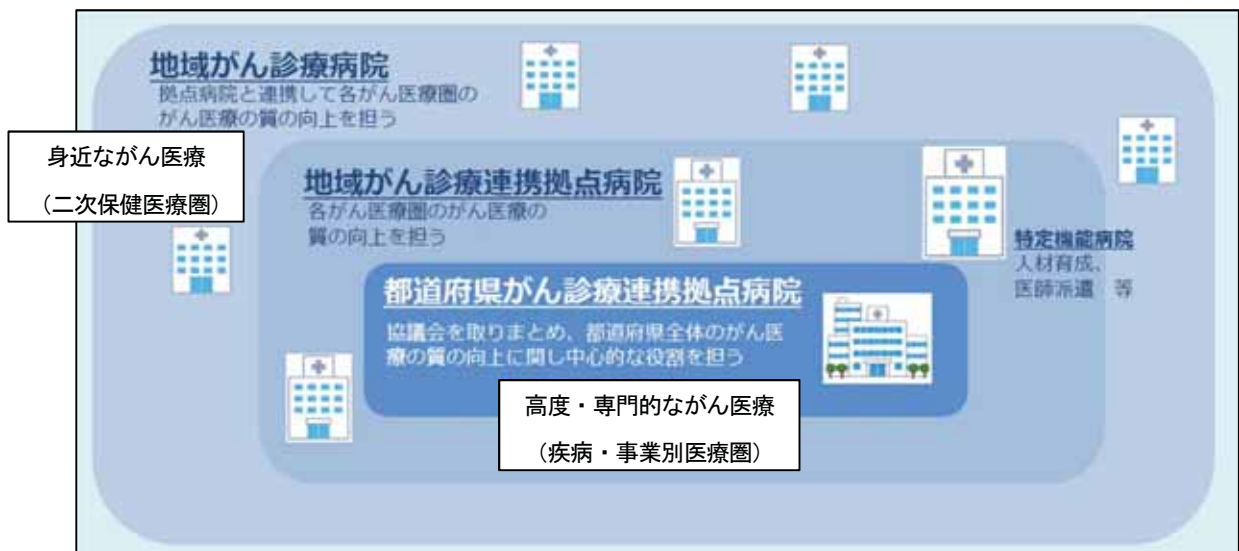 地域がん診療病院
拠点病院と連携して各がん医療圏の
がん医療の質の向上を担う
身近ながん医療
（二次保健医療圏）
地域がん診療連携拠点病院
各がん医療圏のがん医療の
質の向上を担う
特定機能病院
人材育成、
医師派遣　等
都道府県がん診療連携拠点病院
協議会を取りまとめ、都道府県全体のがん医
療の質の向上に関し中心的な役割を担う
高度・専門的ながん医療
（疾病・事業別医療圏）